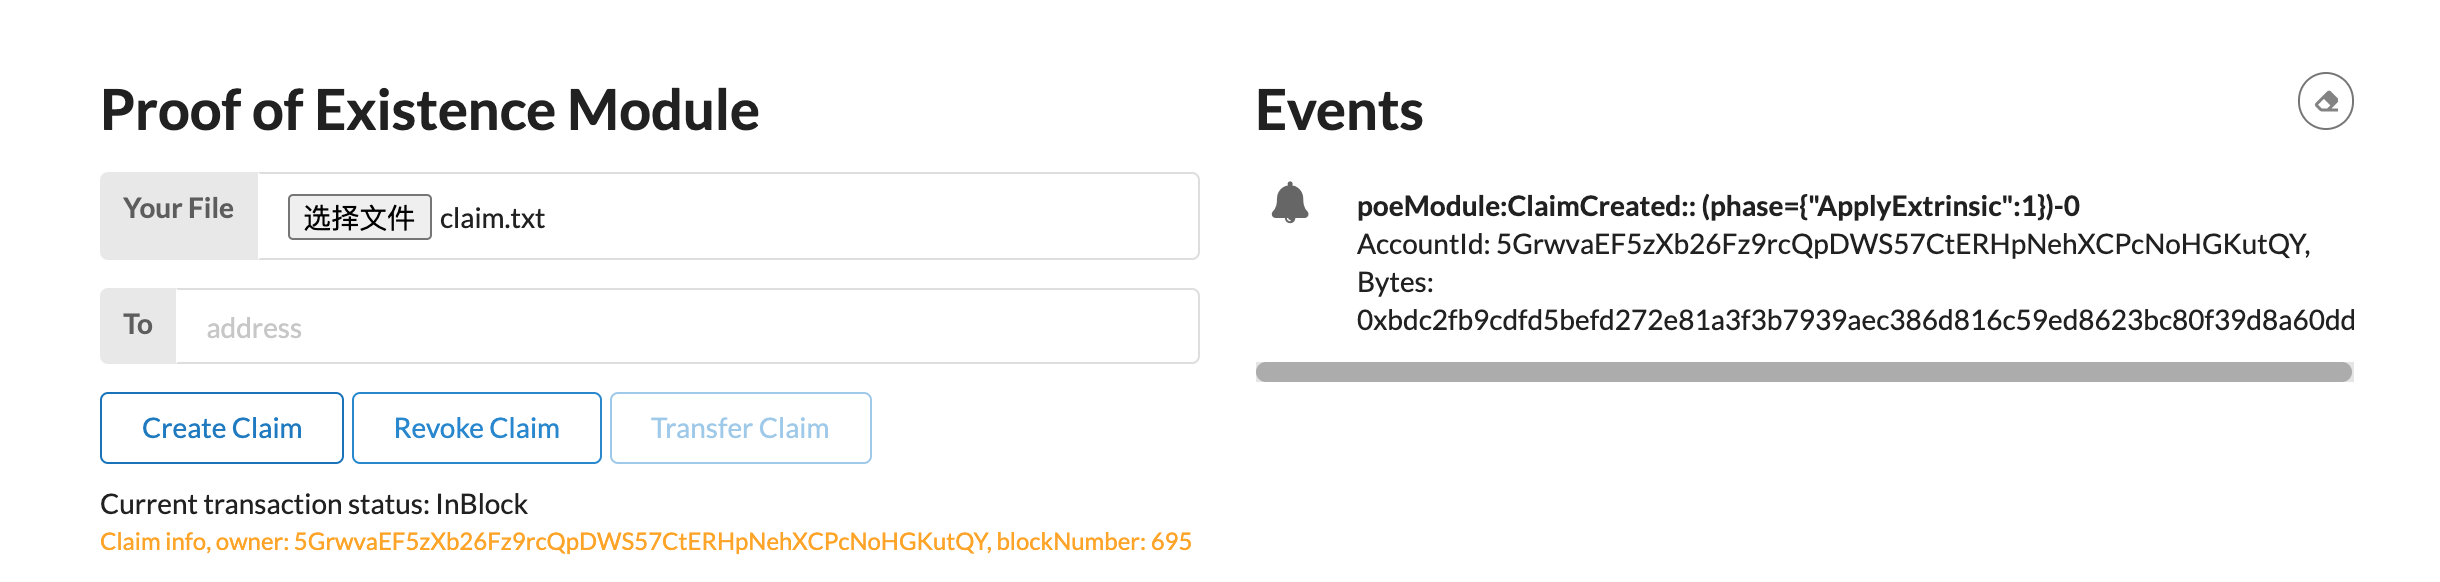 Proof of Existence Module
Your File
选择文件 claim.txt
To
address
Create Claim
Revoke Claim
Transfer Claim
Current transaction status: InBlock
Claim info, owner: 5GrwvaEF5zXb26Fz9rcQpDWS57CtERHpNehXCPcNoHGKutQY, blockNumber: 695
Events
poeModule:ClaimCreated:: (phase={"ApplyExtrinsic":1})-0
AccountId: 5GrwvaEF5zXb26Fz9rcQpDWS57CtERHpNehXCPcNoHGKutQY,
Bytes:
0xbdc2fb9cdfd5befd272e81a3f3b7939aec386d816c59ed8623bc80f39d8a60dd